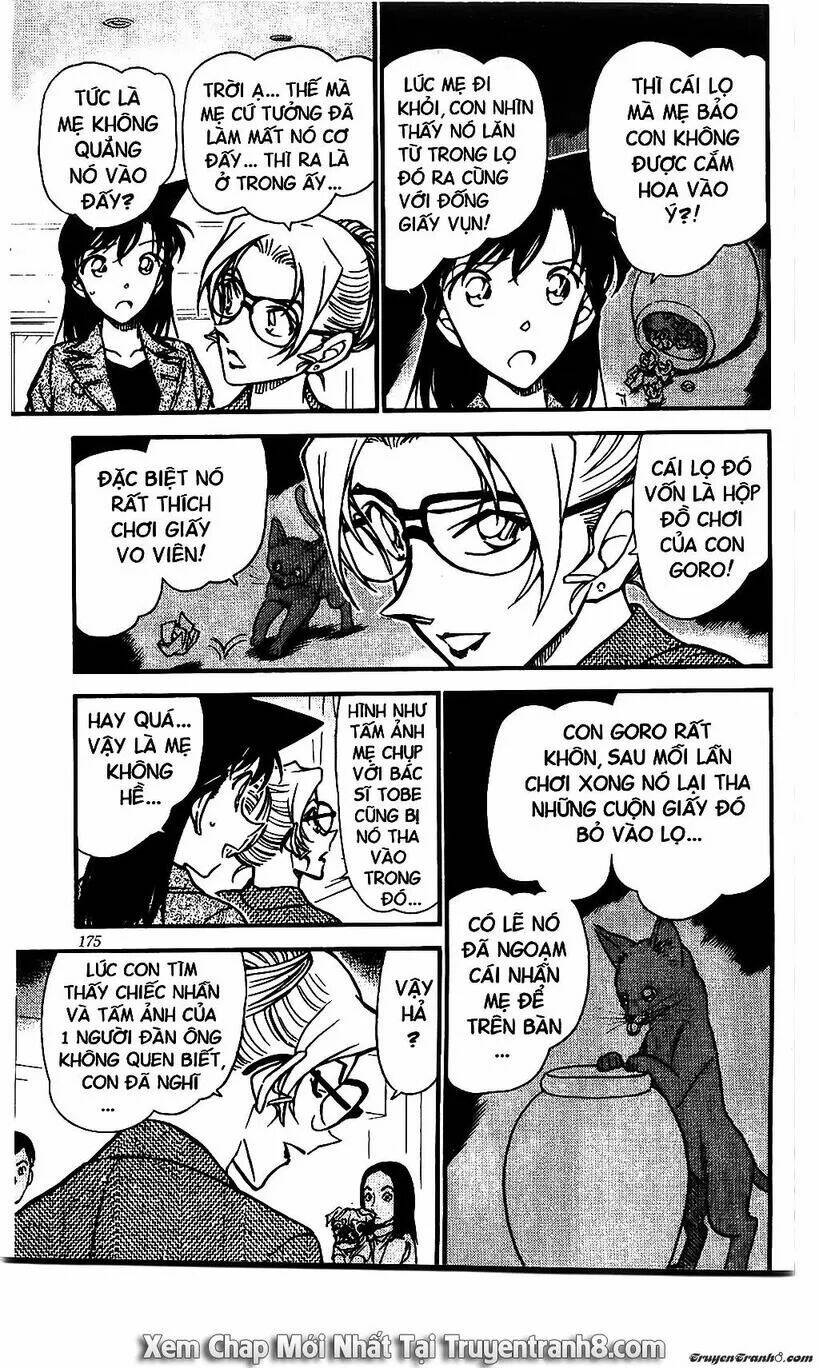 THÌ CÁI LỌ
MÀ MẸ BẢO
CON KHÔNG
ĐƯỢC CẮM
HOA VÀO
Ý?!
LÚC MẸ ĐI
KHỎI, CON NHÌN
THẤY NÓ LĂN
TỪ TRONG LỌ
ĐÓ RA CÙNG
VỚI ĐỐNG
GIẤY VỤN!
TRỜI Ạ... THẾ MÀ
MẸ CỨ TƯỞNG ĐÃ
LÀM MẤT NÓ CƠ
ĐẤY... THÌ RA LÀ
Ở TRONG ẤY...
TỨC LÀ
MẸ KHÔNG
QUẲNG
NÓ VÀO
ĐẤY?
CÁI LỌ ĐÓ
VỐN LÀ HỘP
ĐỒ CHƠI
CỦA CON
GORO!
ĐẶC BIỆT NÓ
RẤT THÍCH
CHƠI GIẤY
VO VIÊN!
CON GORO RẤT
KHÔN, SAU MỖI LẦN
CHƠI XONG NÓ LẠI THA
NHỮNG CUỘN GIẤY ĐÓ
BỎ VÀO LỌ...
CÓ LẼ NÓ
ĐÃ NGOẠM
CÁI NHẪN
MẸ ĐỂ
TRÊN BÀN
...
HÌNH NHƯ
TẤM ẢNH
MẸ CHỤP
VỚI BÁC
SĨ TOBE
CŨNG BỊ
NÓ THA
VÀO
TRONG
ĐÓ...
HAY QUÁ...
VẬY LÀ MẸ
KHÔNG
HỀ...
175
VẬY
HẢ
?
LÚC CON TÌM
THẤY CHIẾC NHẪN
VÀ TẤM ẢNH CỦA
1 NGƯỜI ĐÀN ÔNG
KHÔNG QUEN BIẾT,
CON ĐÃ NGHĨ
...
Xem Chap Mới Nhất Tại Truyentranh8.com
TruyenTranh8.com